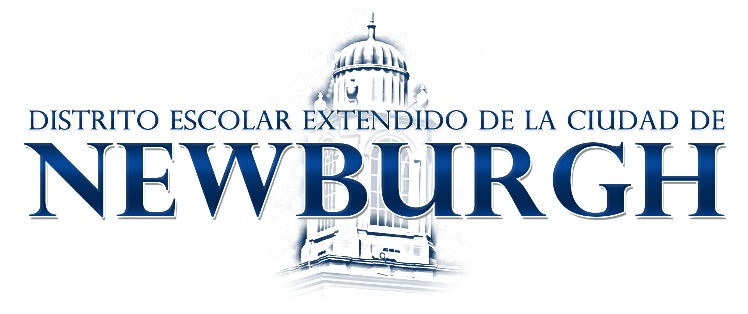 DISTRITO ESCOLAR EXTENDIDO DE LA CIUDAD DE
NEWBURGH